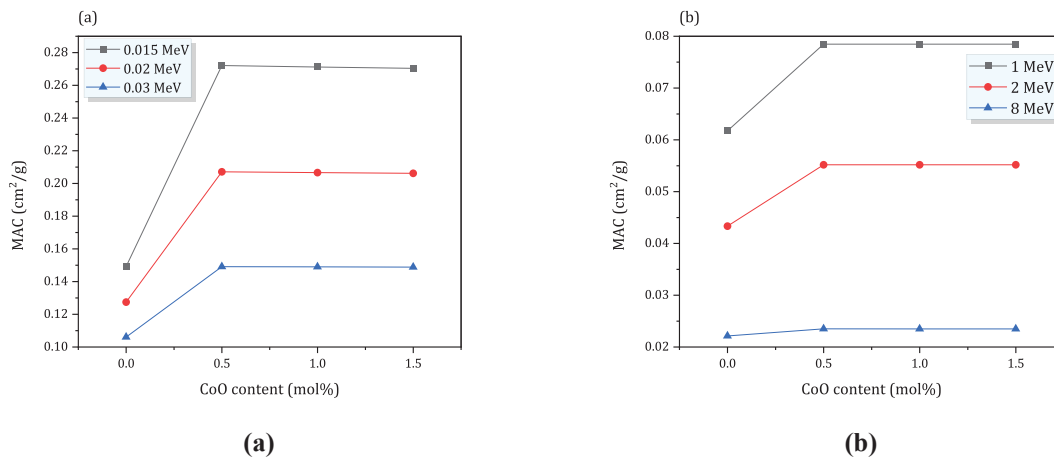 (a)
0.015 MeV
0.02 MeV
0.03 MeV
0.28
0.26
0.24
0.22
0.20
0.18
0.16
0.14
0.12
0.10
MAC (cm²/g)
0.0 0.5 1.0 1.5
CoO content (mol%)
(a)
(b)
1 MeV
2 MeV
8 MeV
0.08
0.07
0.06
0.05
0.04
0.03
0.02
MAC (cm²/g)
0.0 0.5 1.0 1.5
CoO content (mol%)
(b)